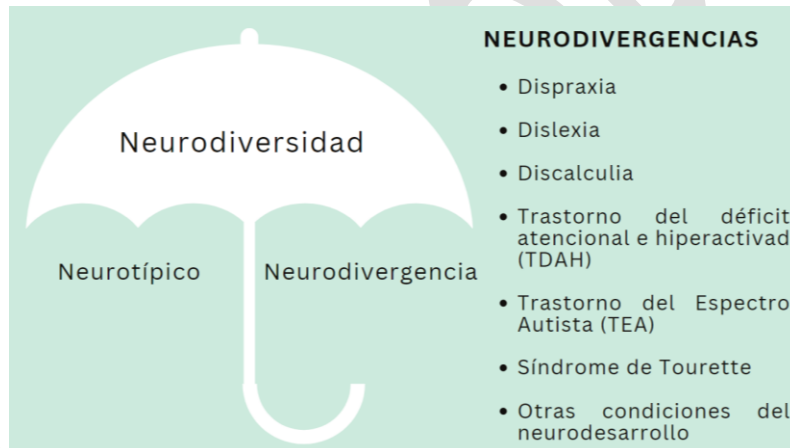 NEURODIVERGENCIAS
Neurodiversidad
Neurotípico
Neurodivergencia
• Dispraxia
• Dislexia
• Discalculia
• Trastorno del déficit
atencional e hiperactivad
(TDAH)
• Trastorno del Espectro
Autista (TEA)
• Síndrome de Tourette
• Otras condiciones del
neurodesarrollo